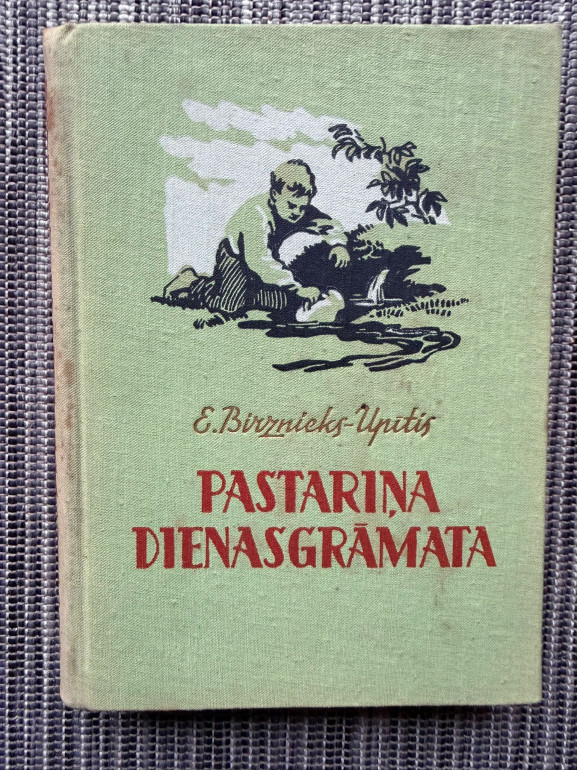 E. Birznieks-Upītis
PASTARIŅA
DIENASGRĀMATA